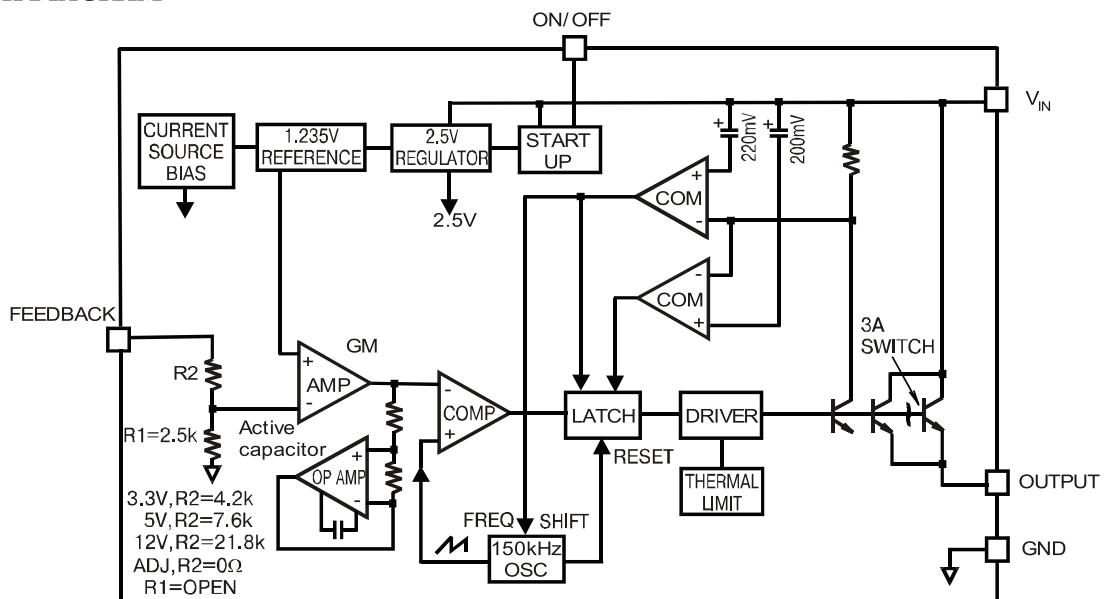 ON/OFF
V_IN
CURRENT
SOURCE
BIAS
1.235V
REFERENCE
2.5V
REGULATOR
START
UP
+
220mV
+
200mV
2.5V
+
COM
-
-
COM
+
FEEDBACK
3A
SWITCH
R2
GM
+
AMP
-
-
COMP
+
LATCH
DRIVER
R1=2.5k
Active
capacitor
RESET
+
OP AMP
-
THERMAL
LIMIT
OUTPUT
3.3V,R2=4.2k
5V,R2=7.6k
12V,R2=21.8k
ADJ,R2=0Ω
R1=OPEN
FREQ SHIFT
150kHz
OSC
GND